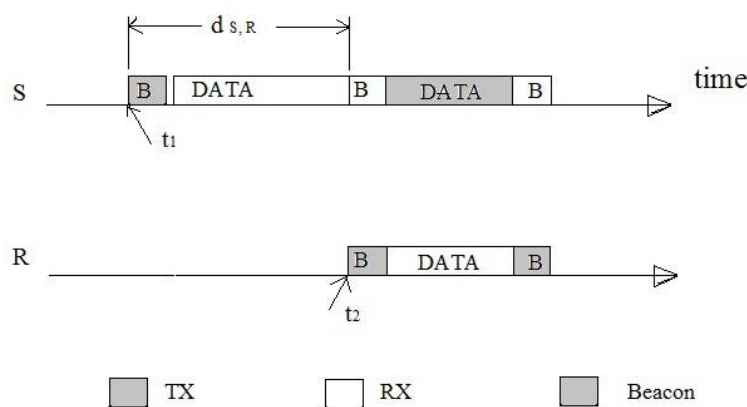 d S, R
S B DATA B DATA B time
t1
R B DATA B
t2
TX RX Beacon